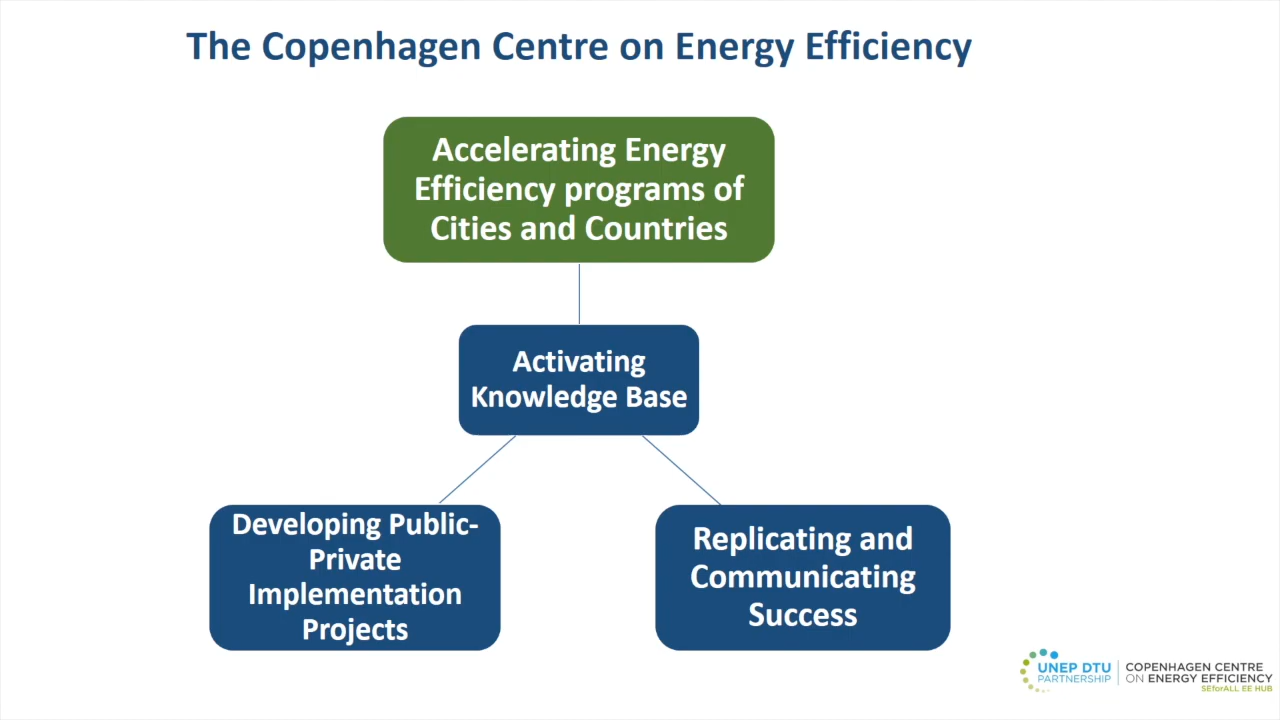 The Copenhagen Centre on Energy Efficiency
Accelerating Energy
Efficiency programs of
Cities and Countries
Activating
Knowledge Base
Developing Public-
Private
Implementation
Projects
Replicating and
Communicating
Success
UNEP DTU
PARTNERSHIP
COPENHAGEN CENTRE
ON ENERGY EFFICIENCY
SEforALL EE HUB